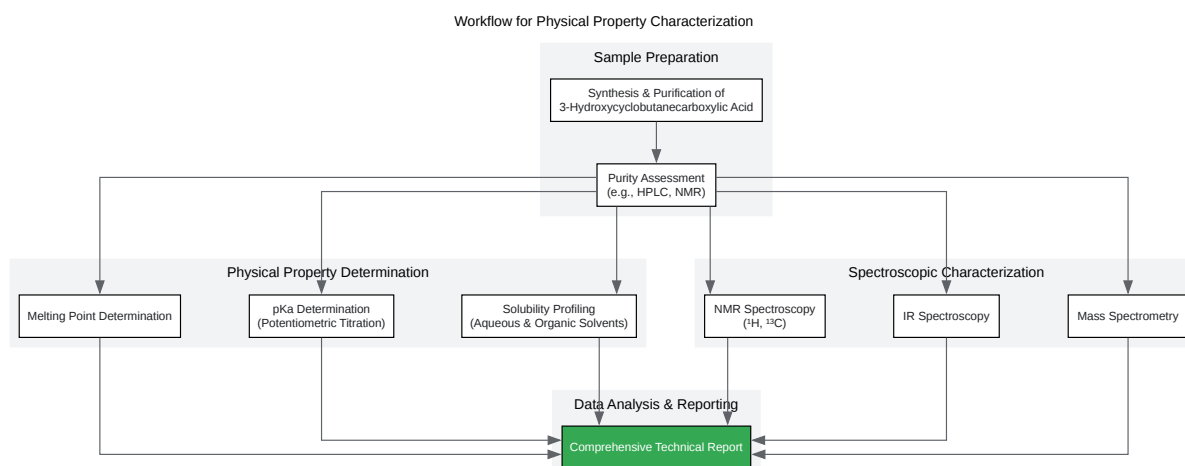 Workflow for Physical Property Characterization
Sample Preparation
Synthesis & Purification of
3-Hydroxycyclobutanecarboxylic Acid
Purity Assessment
(e.g., HPLC, NMR)
Physical Property Determination
Spectroscopic Characterization
Melting Point Determination
pKa Determination
(Potentiometric Titration)
Solubility Profiling
(Aqueous & Organic Solvents)
NMR Spectroscopy
(¹H, ¹³C)
IR Spectroscopy
Mass Spectrometry
Data Analysis & Reporting
Comprehensive Technical Report